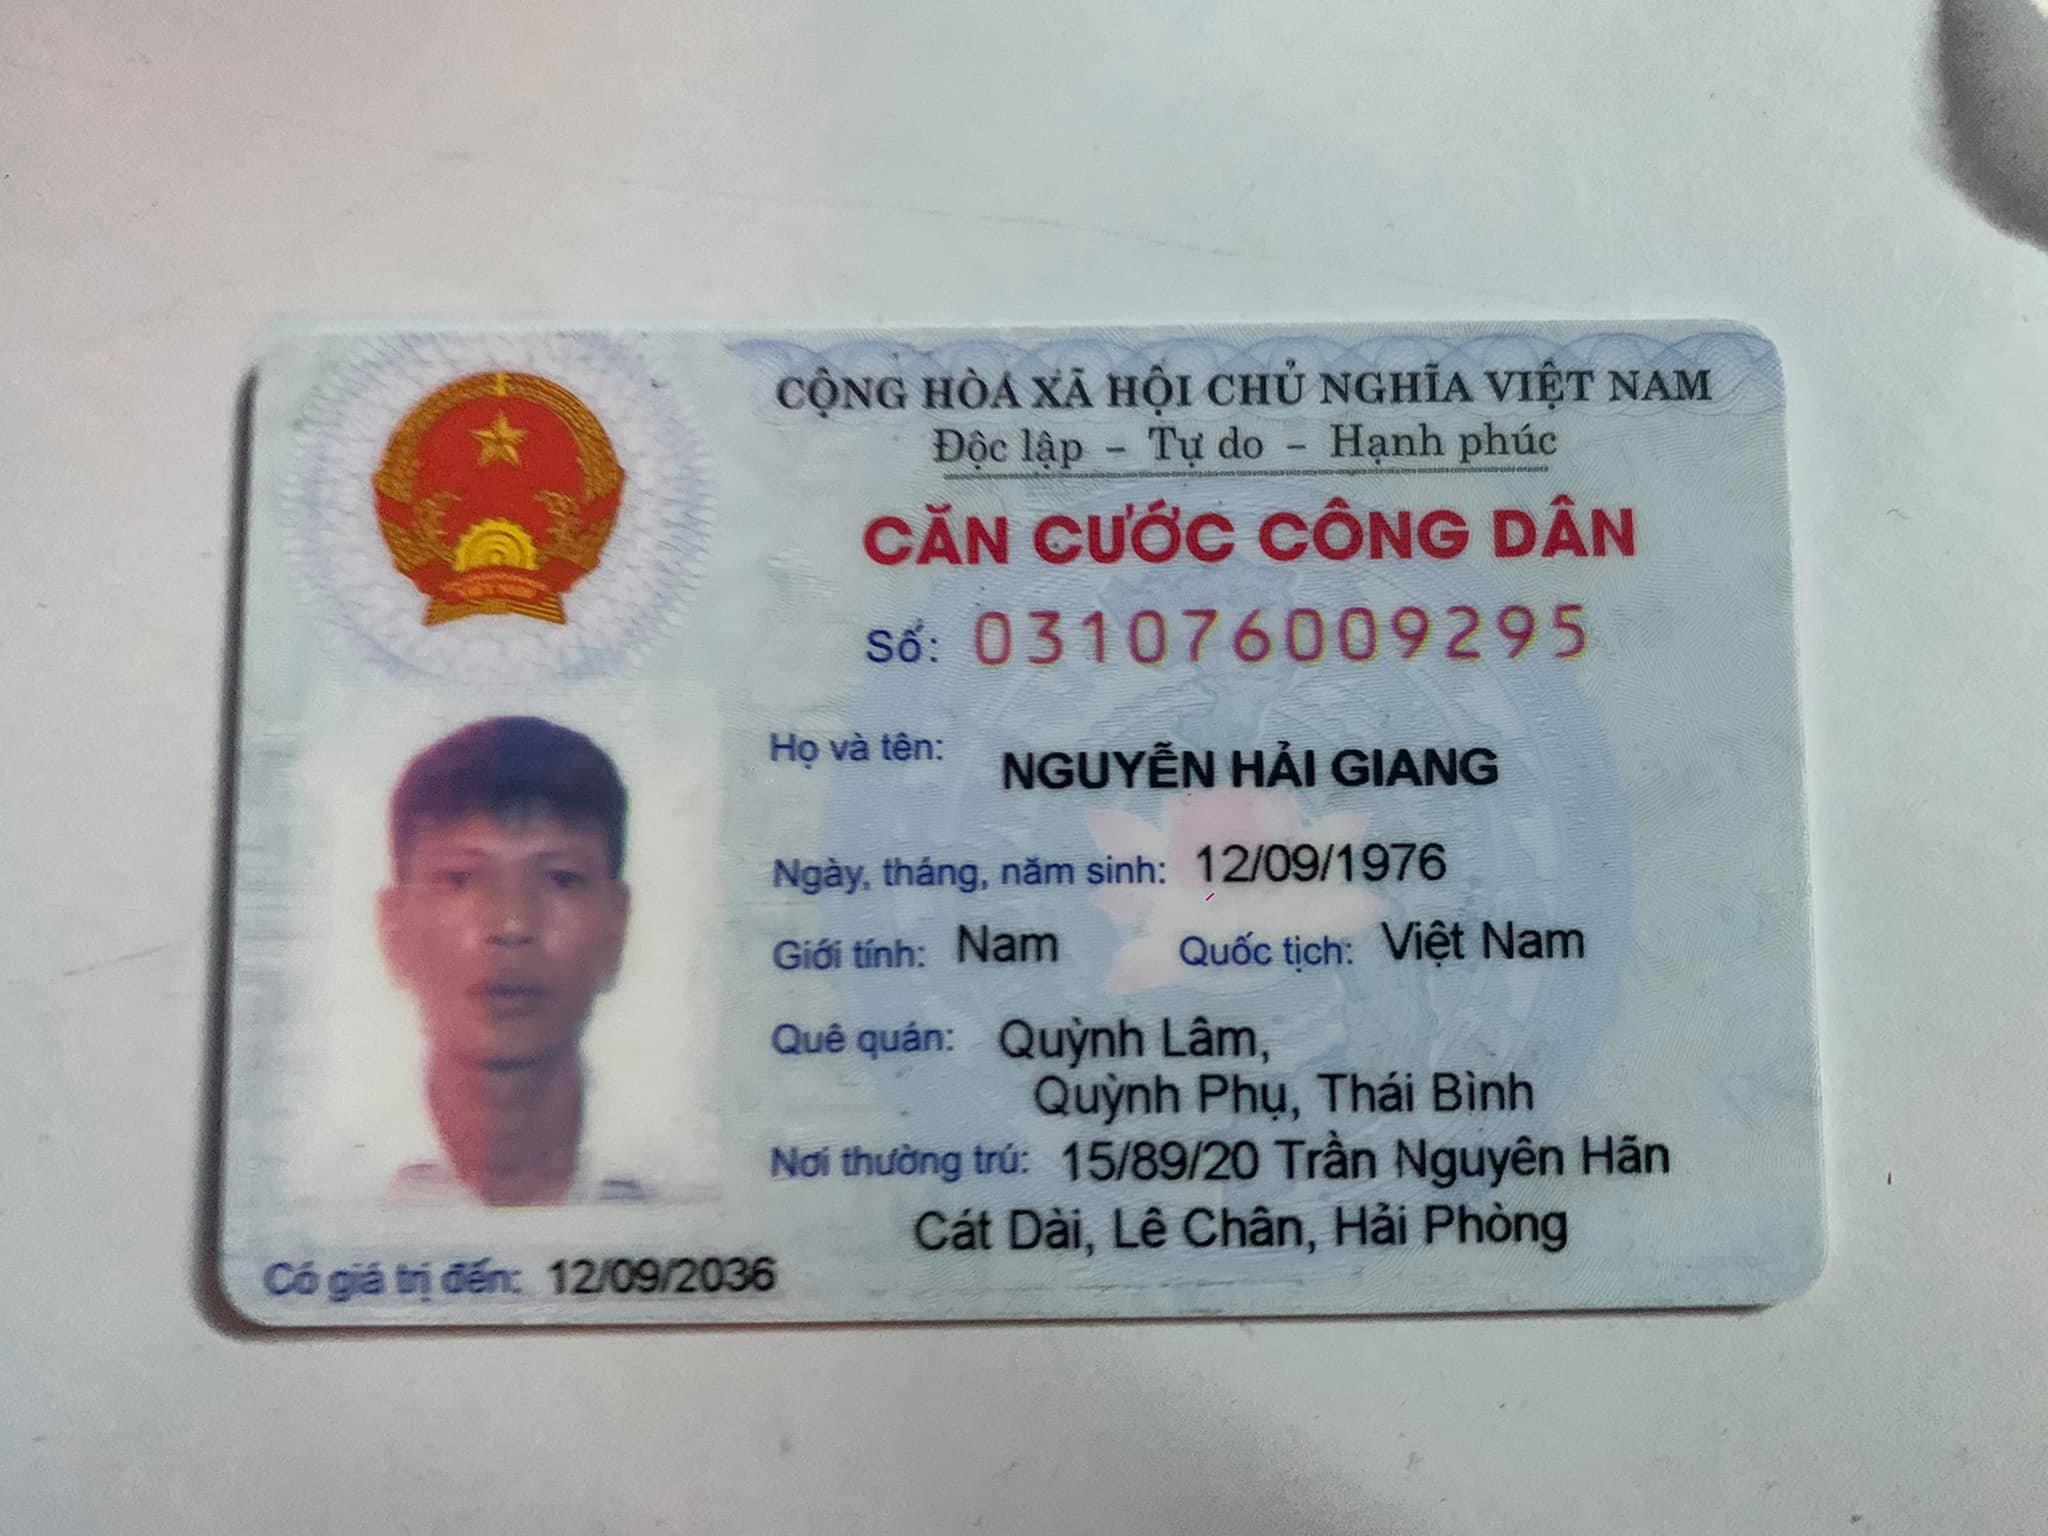 CỘNG HÒA XÃ HỘI CHỦ NGHĨA VIỆT NAM
Độc lập - Tự do - Hạnh phúc
CĂN CƯỚC CÔNG DÂN
Số: 031076009295
Họ và tên: NGUYỄN HẢI GIANG
Ngày, tháng, năm sinh: 12/09/1976
Giới tính: Nam Quốc tịch: Việt Nam
Quê quán: Quỳnh Lâm,
Quỳnh Phụ, Thái Bình
Nơi thường trú: 15/89/20 Trần Nguyên Hãn
Cát Dài, Lê Chân, Hải Phòng
Có giá trị đến: 12/09/2036